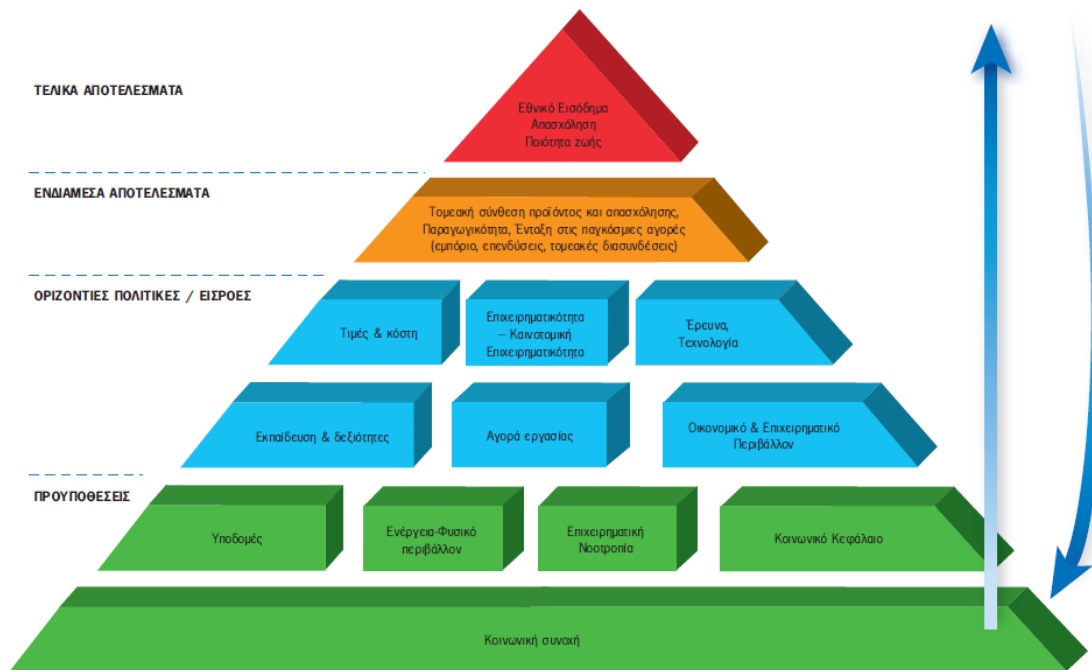 ΤΕΛΙΚΑ ΑΠΟΤΕΛΕΣΜΑΤΑ
Εθνικό Εισόδημα
Απασχόληση
Ποιότητα ζωής
ΕΝΔΙΑΜΕΣΑ ΑΠΟΤΕΛΕΣΜΑΤΑ
Τομεακή σύνθεση προϊόντος και απασχόλησης,
Παραγωγικότητα, Ένταξη στις παγκόσμιες αγορές
(εμπόριο, επενδύσεις, τομεακές διασυνδέσεις)
ΟΡΙΖΟΝΤΙΕΣ ΠΟΛΙΤΙΚΕΣ / ΕΙΣΡΟΕΣ
Τιμές & κόστη
Επιχειρηματικότητα
– Καινοτομική
Επιχειρηματικότητα
Έρευνα,
Τεχνολογία
Εκπαίδευση & δεξιότητες
Αγορά εργασίας
Οικονομικό & Επιχειρηματικό
Περιβάλλον
ΠΡΟΥΠΟΘΕΣΕΙΣ
Υποδομές
Ενέργεια-Φυσικό
περιβάλλον
Επιχειρηματική
Νοοτροπία
Κοινωνικό Κεφάλαιο
Κοινωνική συνοχή